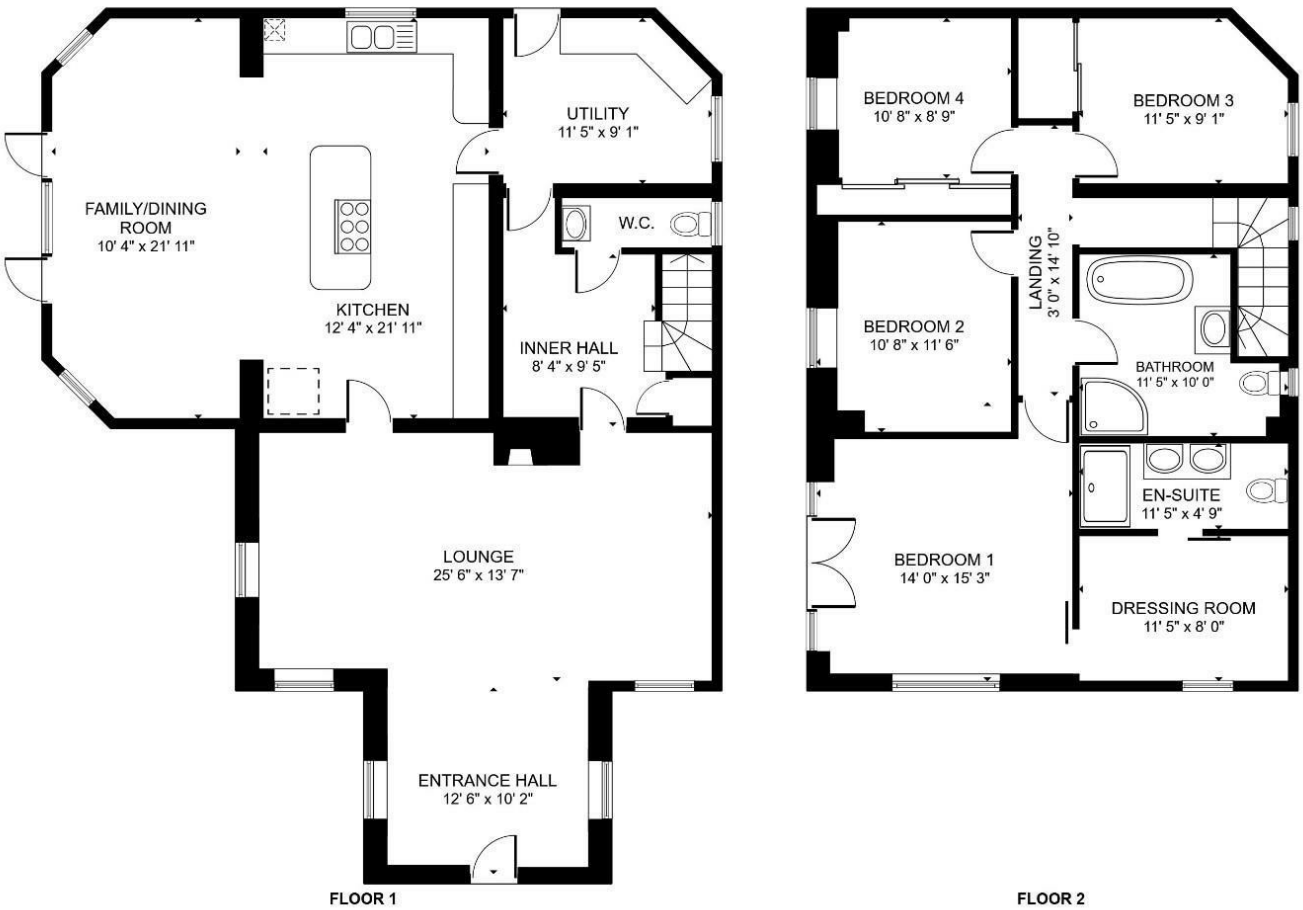 FAMILY/DINING
ROOM
10' 4" x 21' 11"
KITCHEN
12' 4" x 21' 11"
UTILITY
11' 5" x 9' 1"
W.C.
INNER HALL
8' 4" x 9' 5"
LOUNGE
25' 6" x 13' 7"
ENTRANCE HALL
12' 6" x 10' 2"
FLOOR 1
BEDROOM 4
10' 8" x 8' 9"
BEDROOM 3
11' 5" x 9' 1"
LANDING
3' 0" x 14' 10"
BEDROOM 2
10' 8" x 11' 6"
BATHROOM
11' 5" x 10' 0"
EN-SUITE
11' 5" x 4' 9"
BEDROOM 1
14' 0" x 15' 3"
DRESSING ROOM
11' 5" x 8' 0"
FLOOR 2